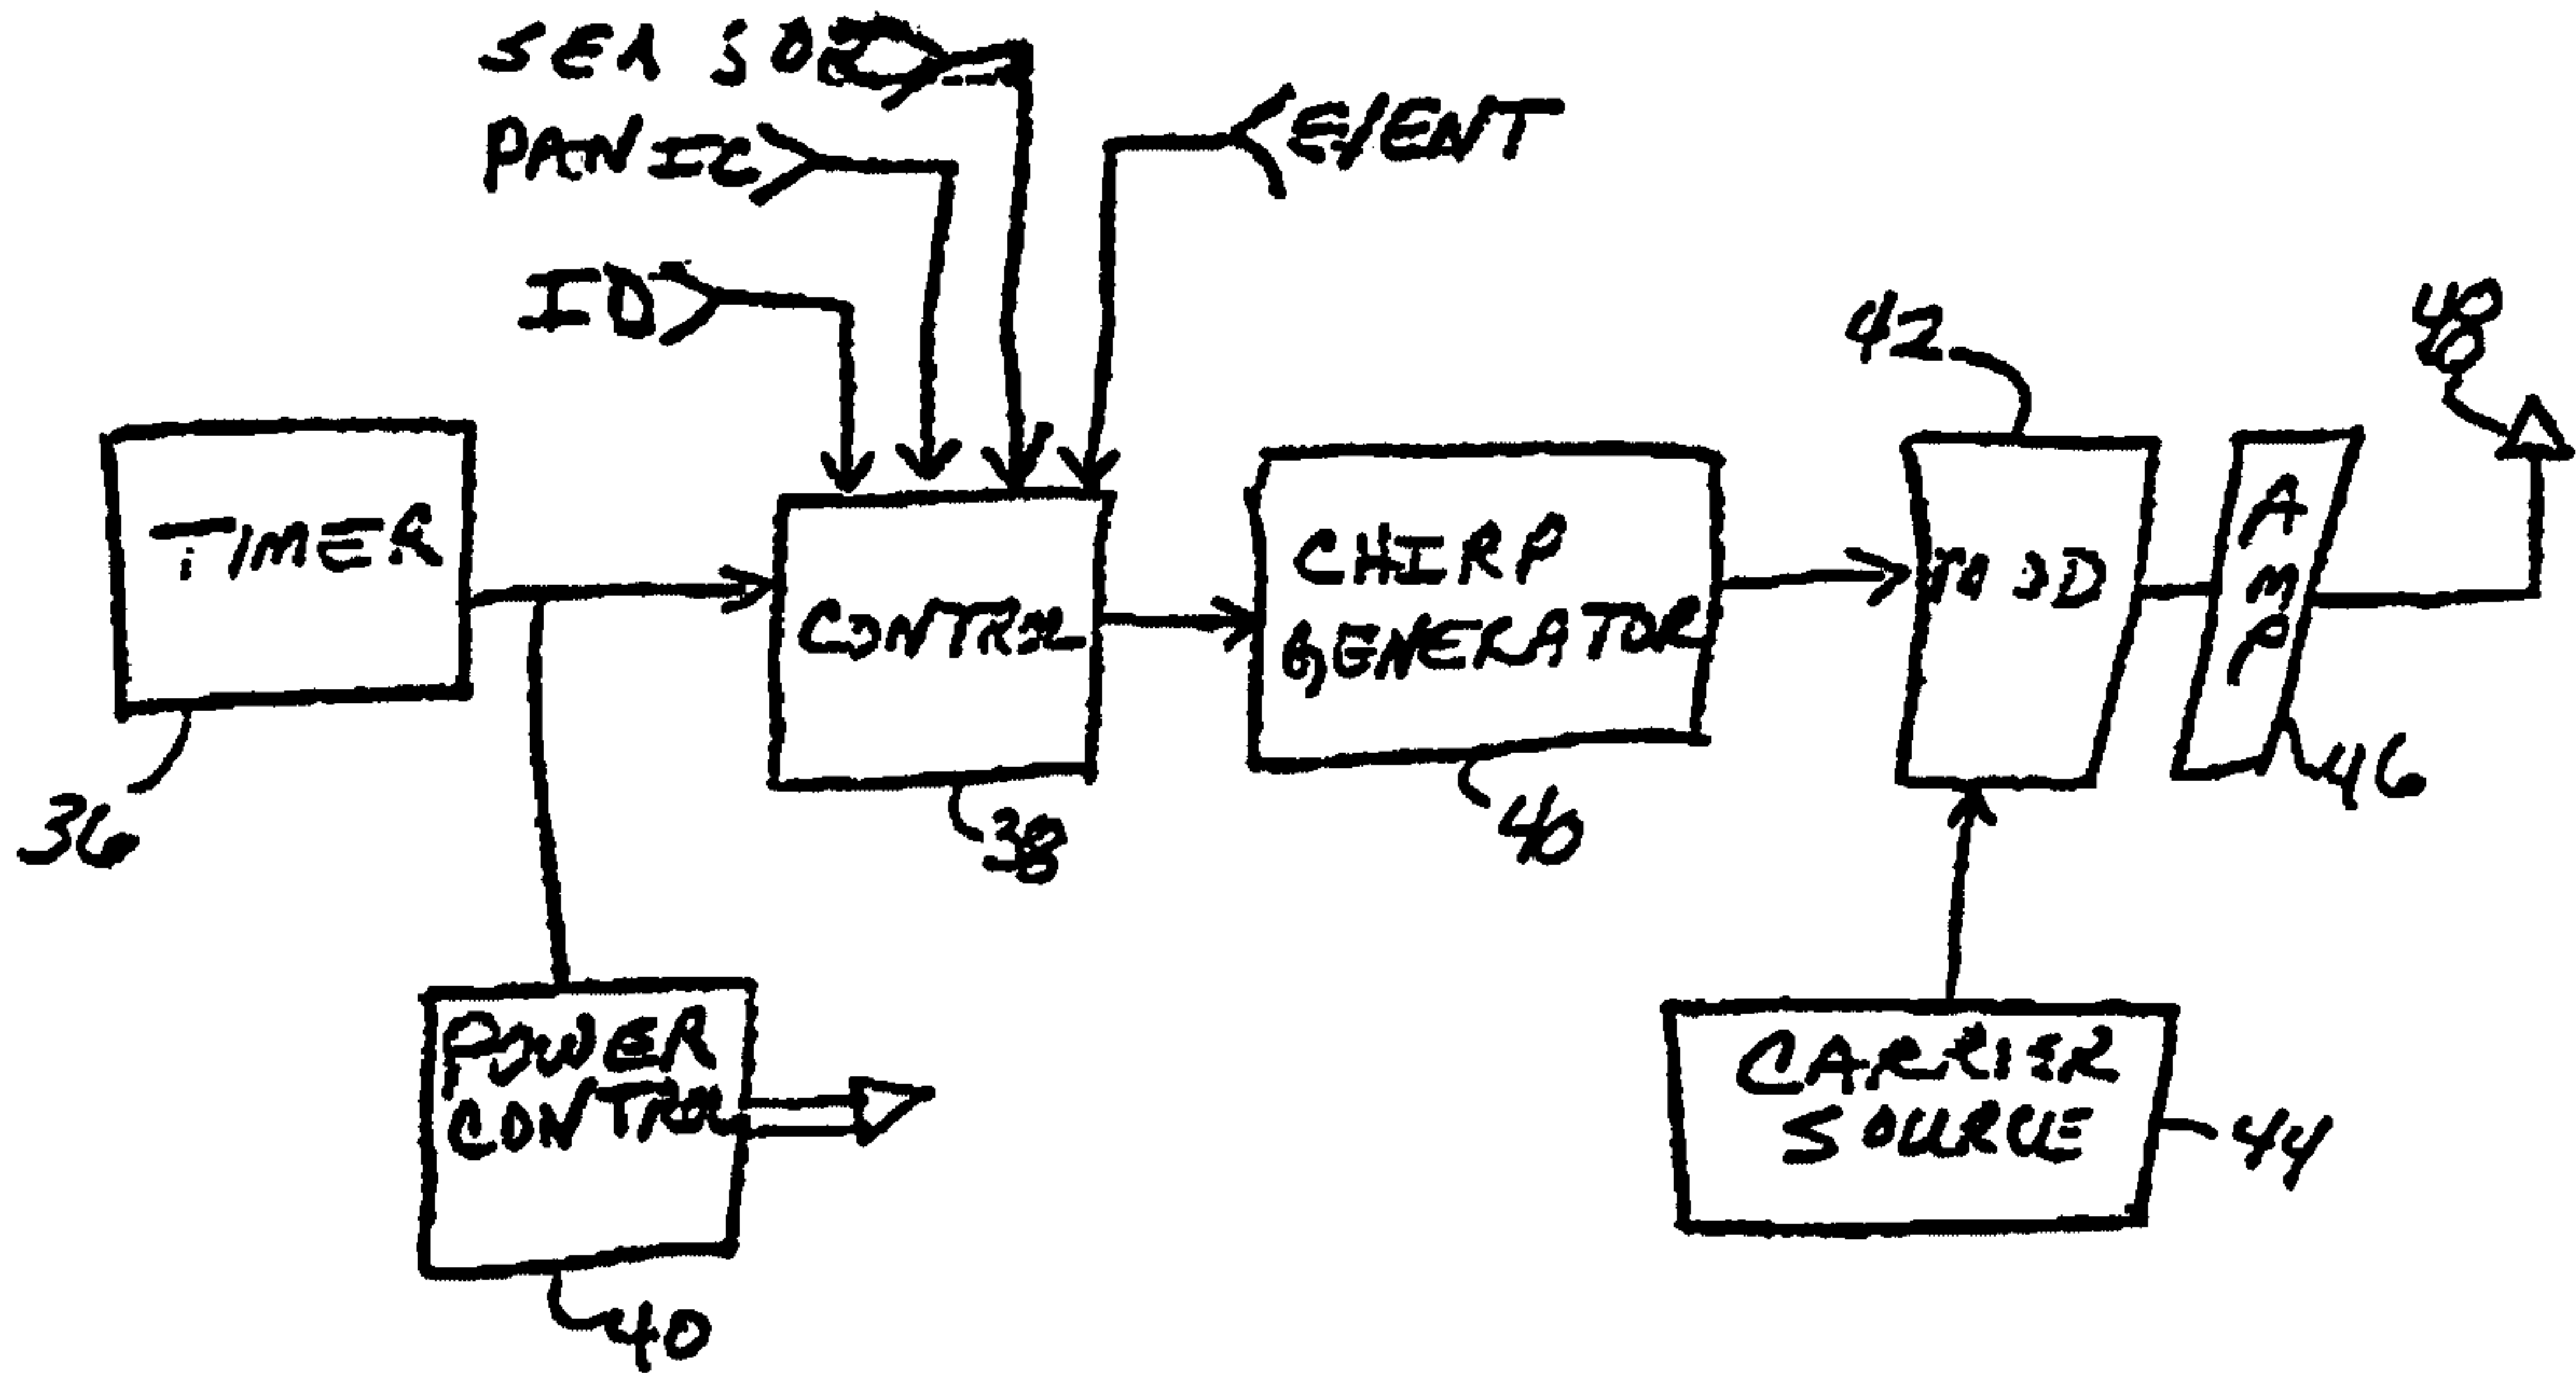 SENSOR
PANIC
EVENT
ID
42
48
TIMER
CONTROL
CHIRP
GENERATOR
MOD
AMP
36
38
40
46
POWER
CONTROL
CARRIER
SOURCE
44
40